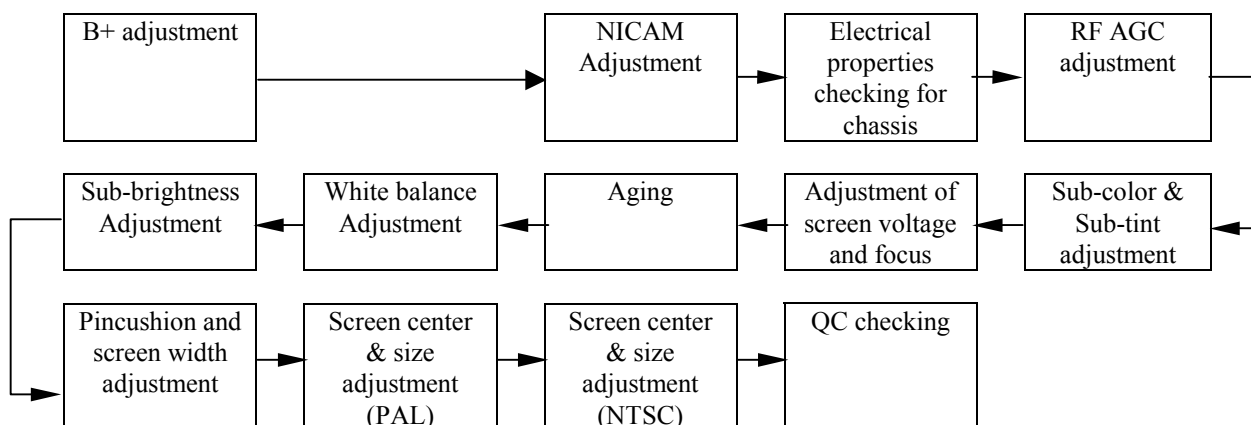 B+ adjustment
NICAM
Adjustment
Electrical
properties
checking for
chassis
RF AGC
adjustment
Sub-brightness
Adjustment
White balance
Adjustment
Aging
Adjustment of
screen voltage
and focus
Sub-color &
Sub-tint
adjustment
Pincushion and
screen width
adjustment
Screen center
& size
adjustment
(PAL)
Screen center
& size
adjustment
(NTSC)
QC checking